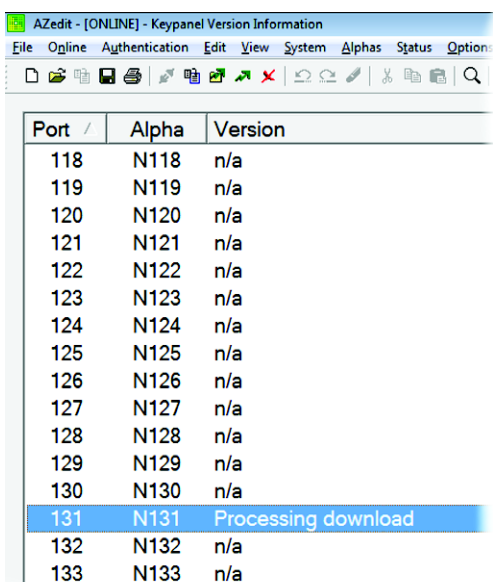 AZedit - [ONLINE] - Keypanel Version Information
File Online Authentication Edit View System Alphas Status Options
Port Alpha Version
118 N118 n/a
119 N119 n/a
120 N120 n/a
121 N121 n/a
122 N122 n/a
123 N123 n/a
124 N124 n/a
125 N125 n/a
126 N126 n/a
127 N127 n/a
128 N128 n/a
129 N129 n/a
130 N130 n/a
131 N131 Processing download
132 N132 n/a
133 N133 n/a